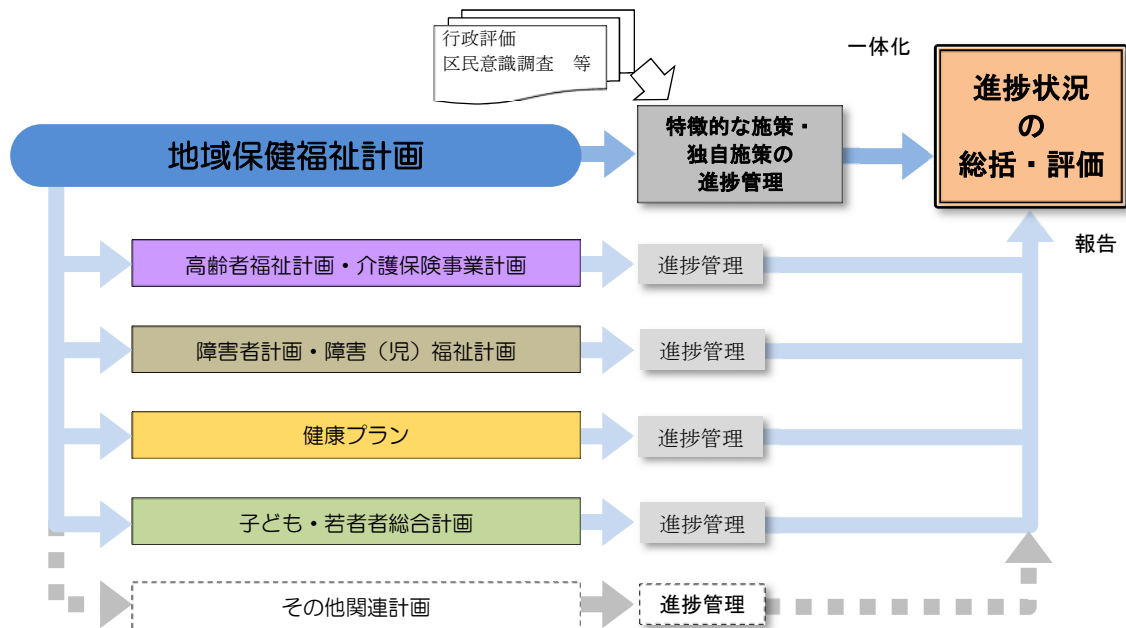 行政評価
区民意識調査　等
一体化
進捗状況
の
総括・評価
地域保健福祉計画
特徴的な施策・
独自施策の
進捗管理
報告
高齢者福祉計画・介護保険事業計画
進捗管理
障害者計画・障害（児）福祉計画
進捗管理
健康プラン
進捗管理
子ども・若者者総合計画
進捗管理
その他関連計画
進捗管理